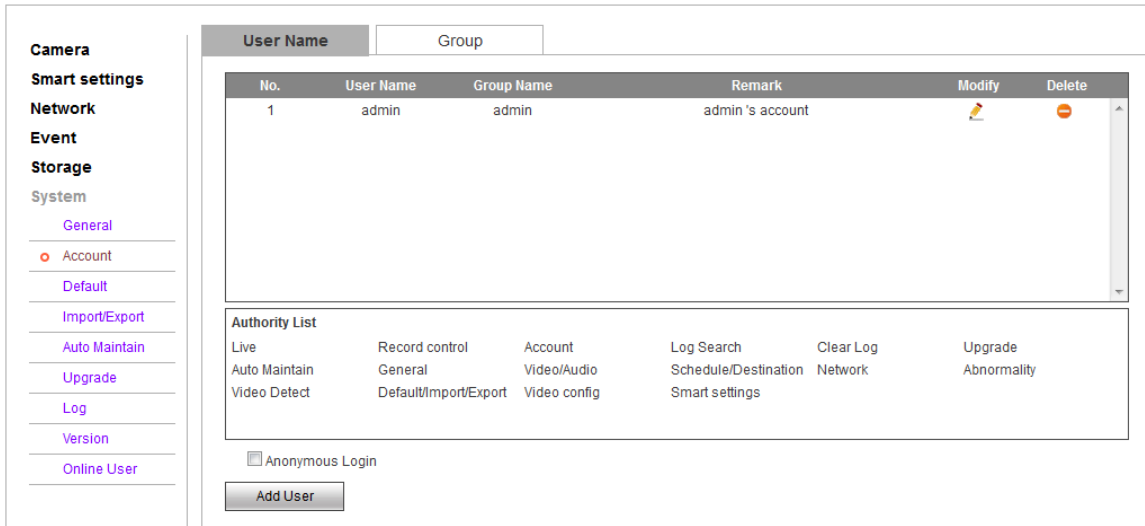 Camera
Smart settings
Network
Event
Storage
System
General
Account
Default
Import/Export
Auto Maintain
Upgrade
Log
Version
Online User
User Name Group
No. User Name Group Name Remark Modify Delete
1 admin admin admin 's account
Authority List
Live Record control Account Log Search Clear Log Upgrade
Auto Maintain General Video/Audio Schedule/Destination Network Abnormality
Video Detect Default/Import/Export Video config Smart settings
Anonymous Login
Add User